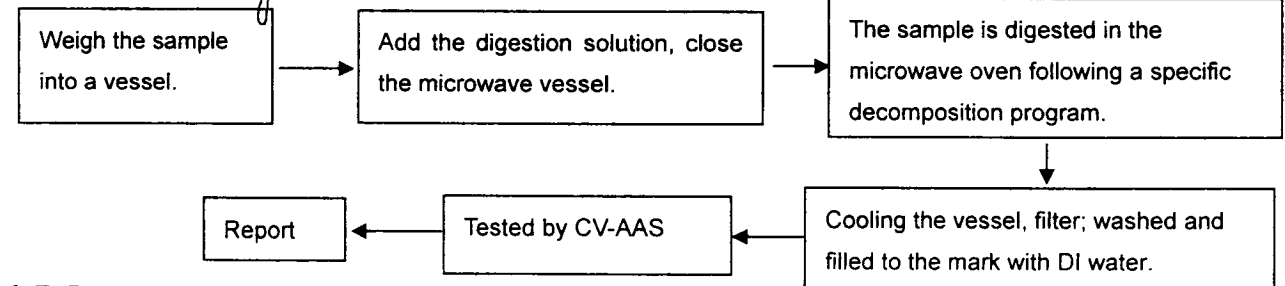 Weigh the sample
into a vessel.
Add the digestion solution, close
the microwave vessel.
The sample is digested in the
microwave oven following a specific
decomposition program.
Cooling the vessel, filter; washed and
filled to the mark with DI water.
Tested by CV-AAS
Report